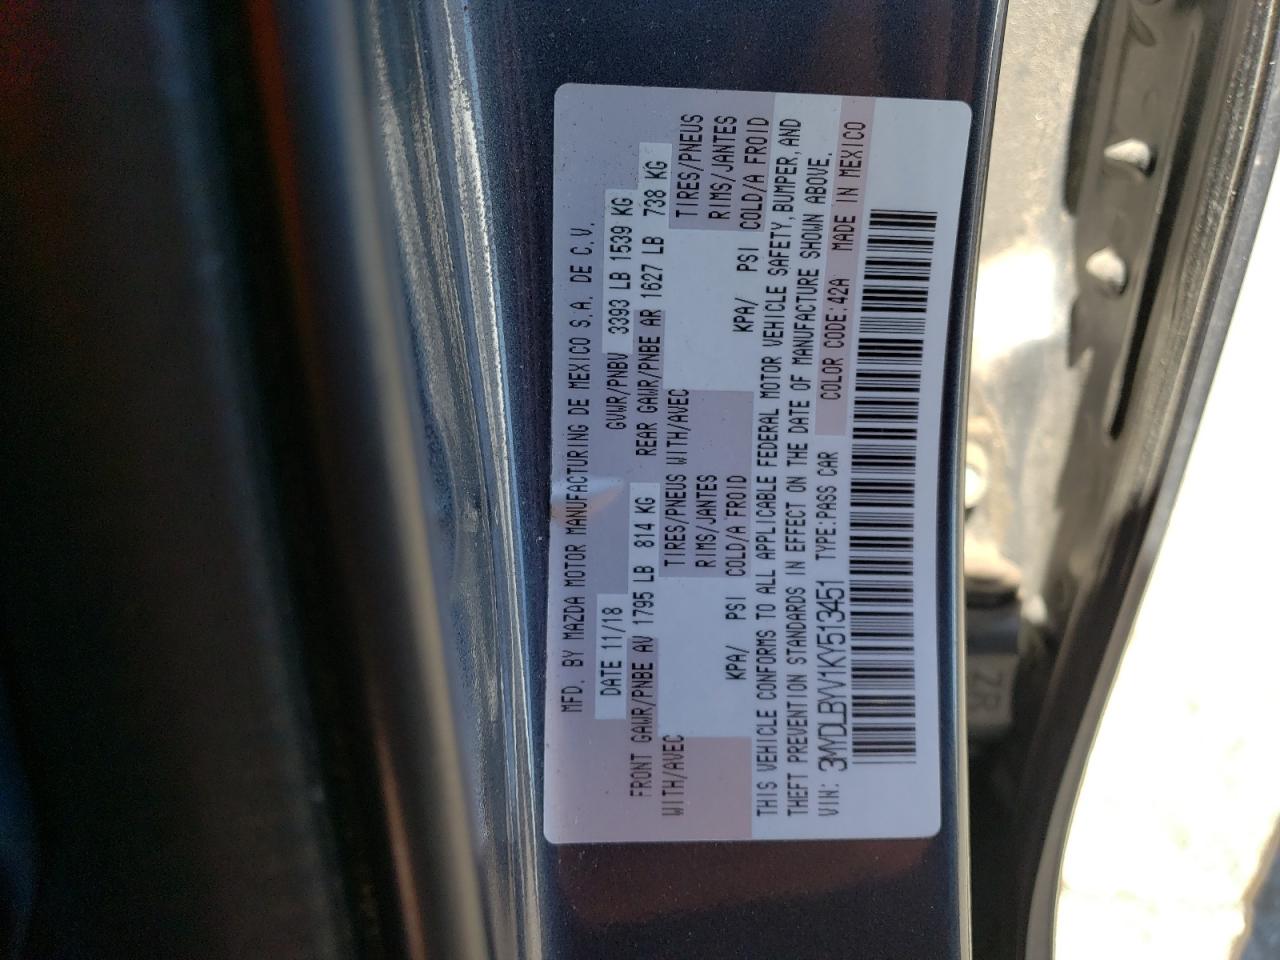 MFD. BY MAZDA MOTOR MANUFACTURING DE MEXICO S.A. DE C.V.
DATE 11/18 GVWR/PNBV 3393 LB 1539 KG
FRONT GAWR/PNBE AV 1795 LB 814 KG REAR GAWR/PNBE AR 1627 LB 738 KG
WITH/AVEC TIRES/PNEUS WITH/AVEC TIRES/PNEUS
RIMS/JANTES RIMS/JANTES
KPA/ PSI COLD/A FROID KPA/ PSI COLD/A FROID
THIS VEHICLE CONFORMS TO ALL APPLICABLE FEDERAL MOTOR VEHICLE SAFETY, BUMPER, AND
THEFT PREVENTION STANDARDS IN EFFECT ON THE DATE OF MANUFACTURE SHOWN ABOVE.
VIN: 3MYDLBYV1KY513451 TYPE:PASS CAR COLOR CODE:42A MADE IN MEXICO